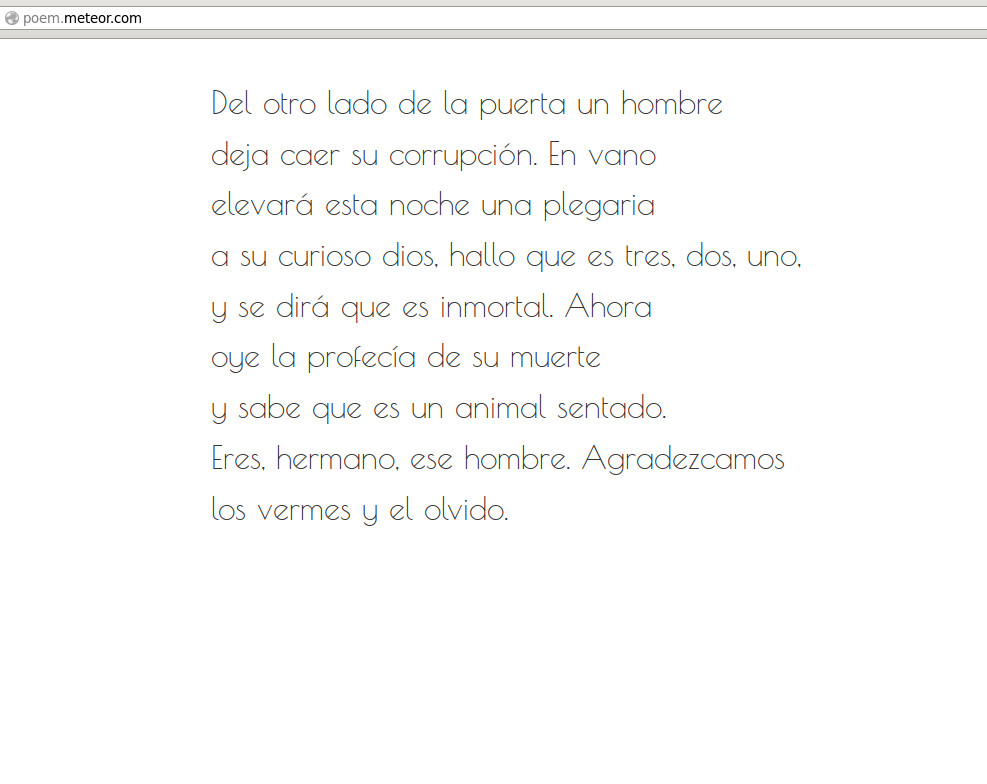 poem.meteor.com
Del otro lado de la puerta un hombre
deja caer su corrupción. En vano
elevará esta noche una plegaria
a su curioso dios, hallo que es tres, dos, uno,
y se dirá que es inmortal. Ahora
oye la profecía de su muerte
y sabe que es un animal sentado.
Eres, hermano, ese hombre. Agradezcamos
los vermes y el olvido.